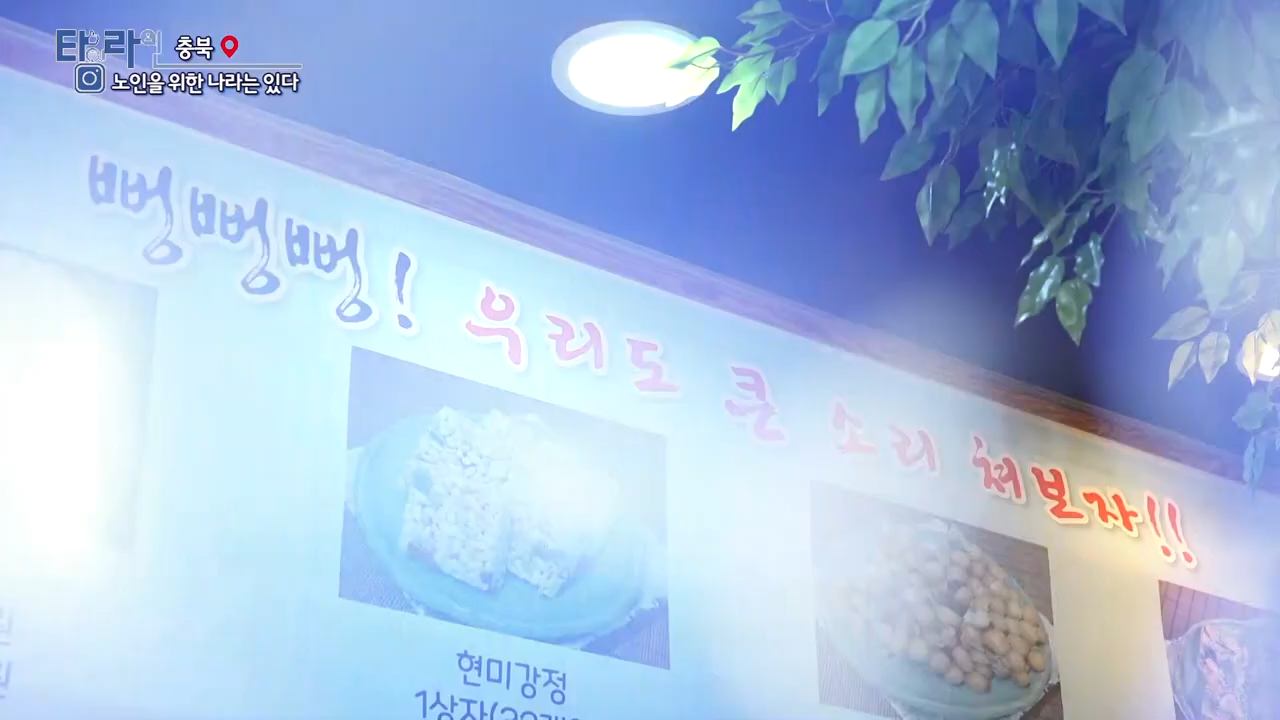 타라 충북
노인을 위한 나라는 있다
뻥뻥뻥! 우리도 큰 소리 쳐보자!!
현미강정
1상자